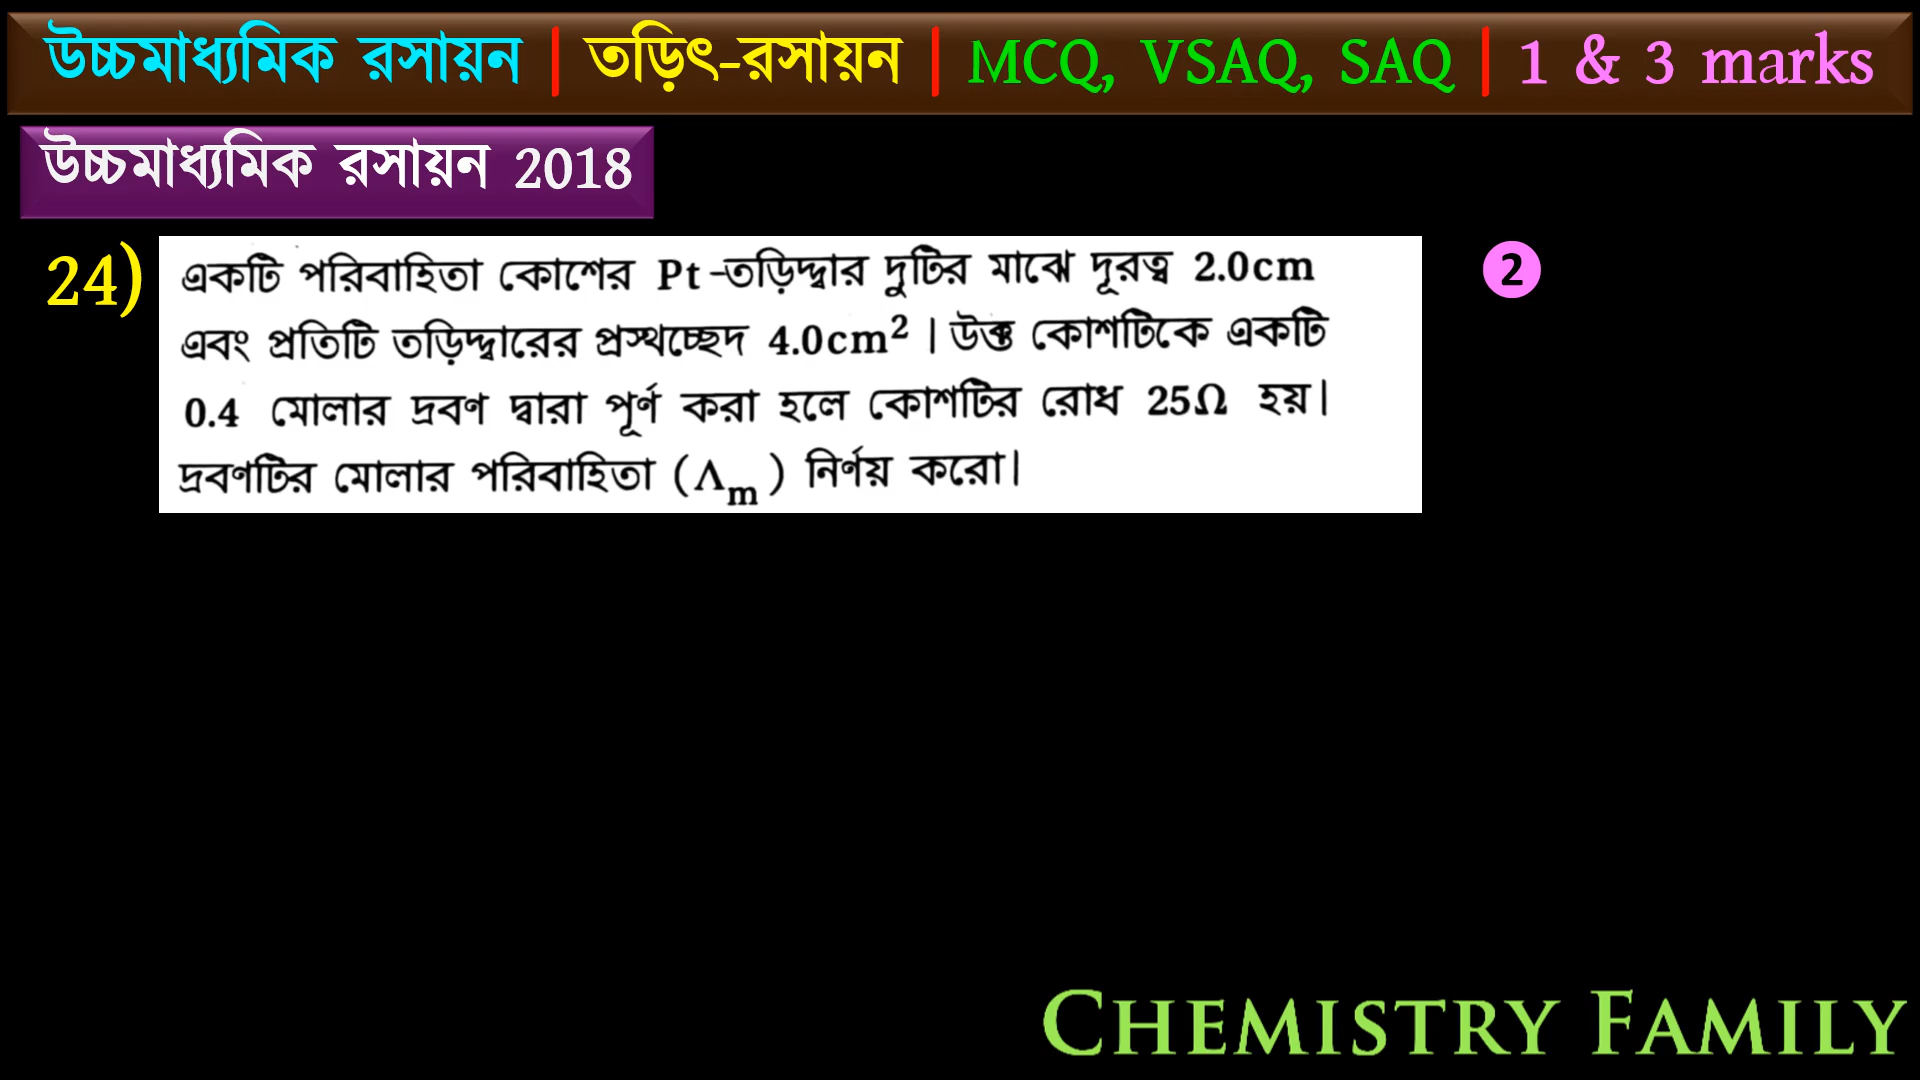 উচ্চমাধ্যমিক রসায়ন | তড়িৎ-রসায়ন | MCQ, VSAQ, SAQ | 1 & 3 marks
উচ্চমাধ্যমিক রসায়ন 2018
24) একটি পরিবাহিতা কোশের Pt-তড়িদ্দ্বার দুটির মাঝে দূরত্ব 2.0cm ❷
এবং প্রতিটি তড়িদ্দ্বারের প্রস্থচ্ছেদ 4.0cm² । উক্ত কোশটিকে একটি
0.4 মোলার দ্রবণ দ্বারা পূর্ণ করা হলে কোশটির রোধ 25Ω হয়।
দ্রবণটির মোলার পরিবাহিতা (Λₘ) নির্ণয় করো।
CHEMISTRY FAMILY